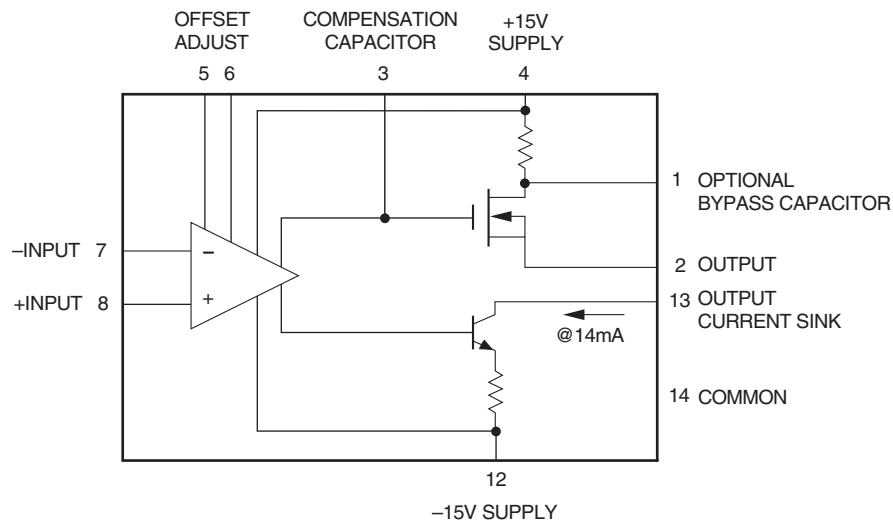 OFFSET
ADJUST
5 6
COMPENSATION
CAPACITOR
3
+15V
SUPPLY
4
1 OPTIONAL
BYPASS CAPACITOR
–INPUT 7
–
2 OUTPUT
+INPUT 8
+
13 OUTPUT
CURRENT SINK
@14mA
14 COMMON
12
–15V SUPPLY